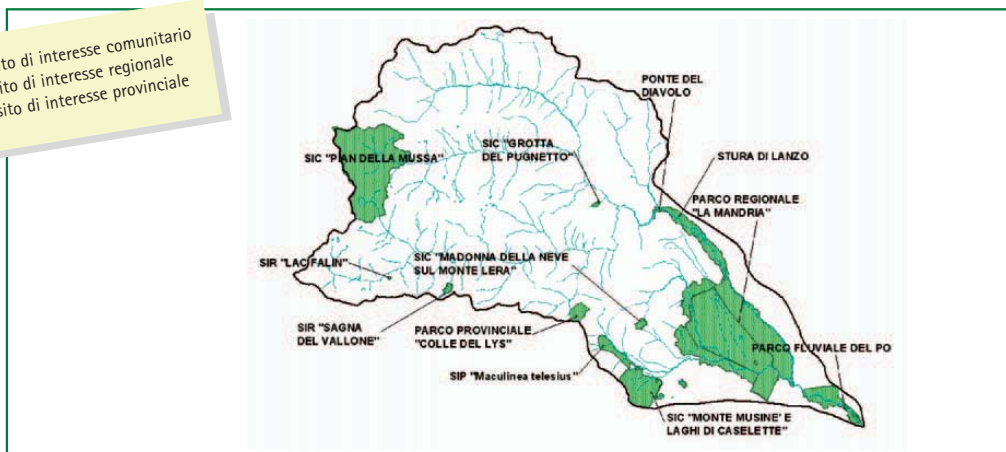 to di interesse comunitario
ito di interesse regionale
sito di interesse provinciale
PONTE DEL
DIAVOLO
SIC "GROTTA
DEL PUGNETTO"
SIC "PIAN DELLA MUSSA"
STURA DI LANZO
PARCO REGIONALE
"LA MANDRIA"
SIR "LACI FALIN"
SIC "MADONNA DELLA NEVE
SUL MONTE LERA"
SIR "SAGNA
DEL VALLONE"
PARCO PROVINCIALE
"COLLE DEL LYS"
PARCO FLUVIALE DEL PO
SIP "Maculinea telesius"
SIC "MONTE MUSINE' E
LAGHI DI CASELETTE"